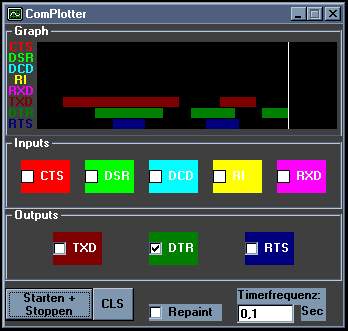 ComPlotter
Graph
CTS
DSR
DCD
RI
RXD
TXD
DTR
RTS
Inputs
CTS DSR DCD RI RXD
Outputs
TXD DTR RTS
Starten +
Stoppen
CLS
Repaint
Timerfrequenz:
0,1 Sec